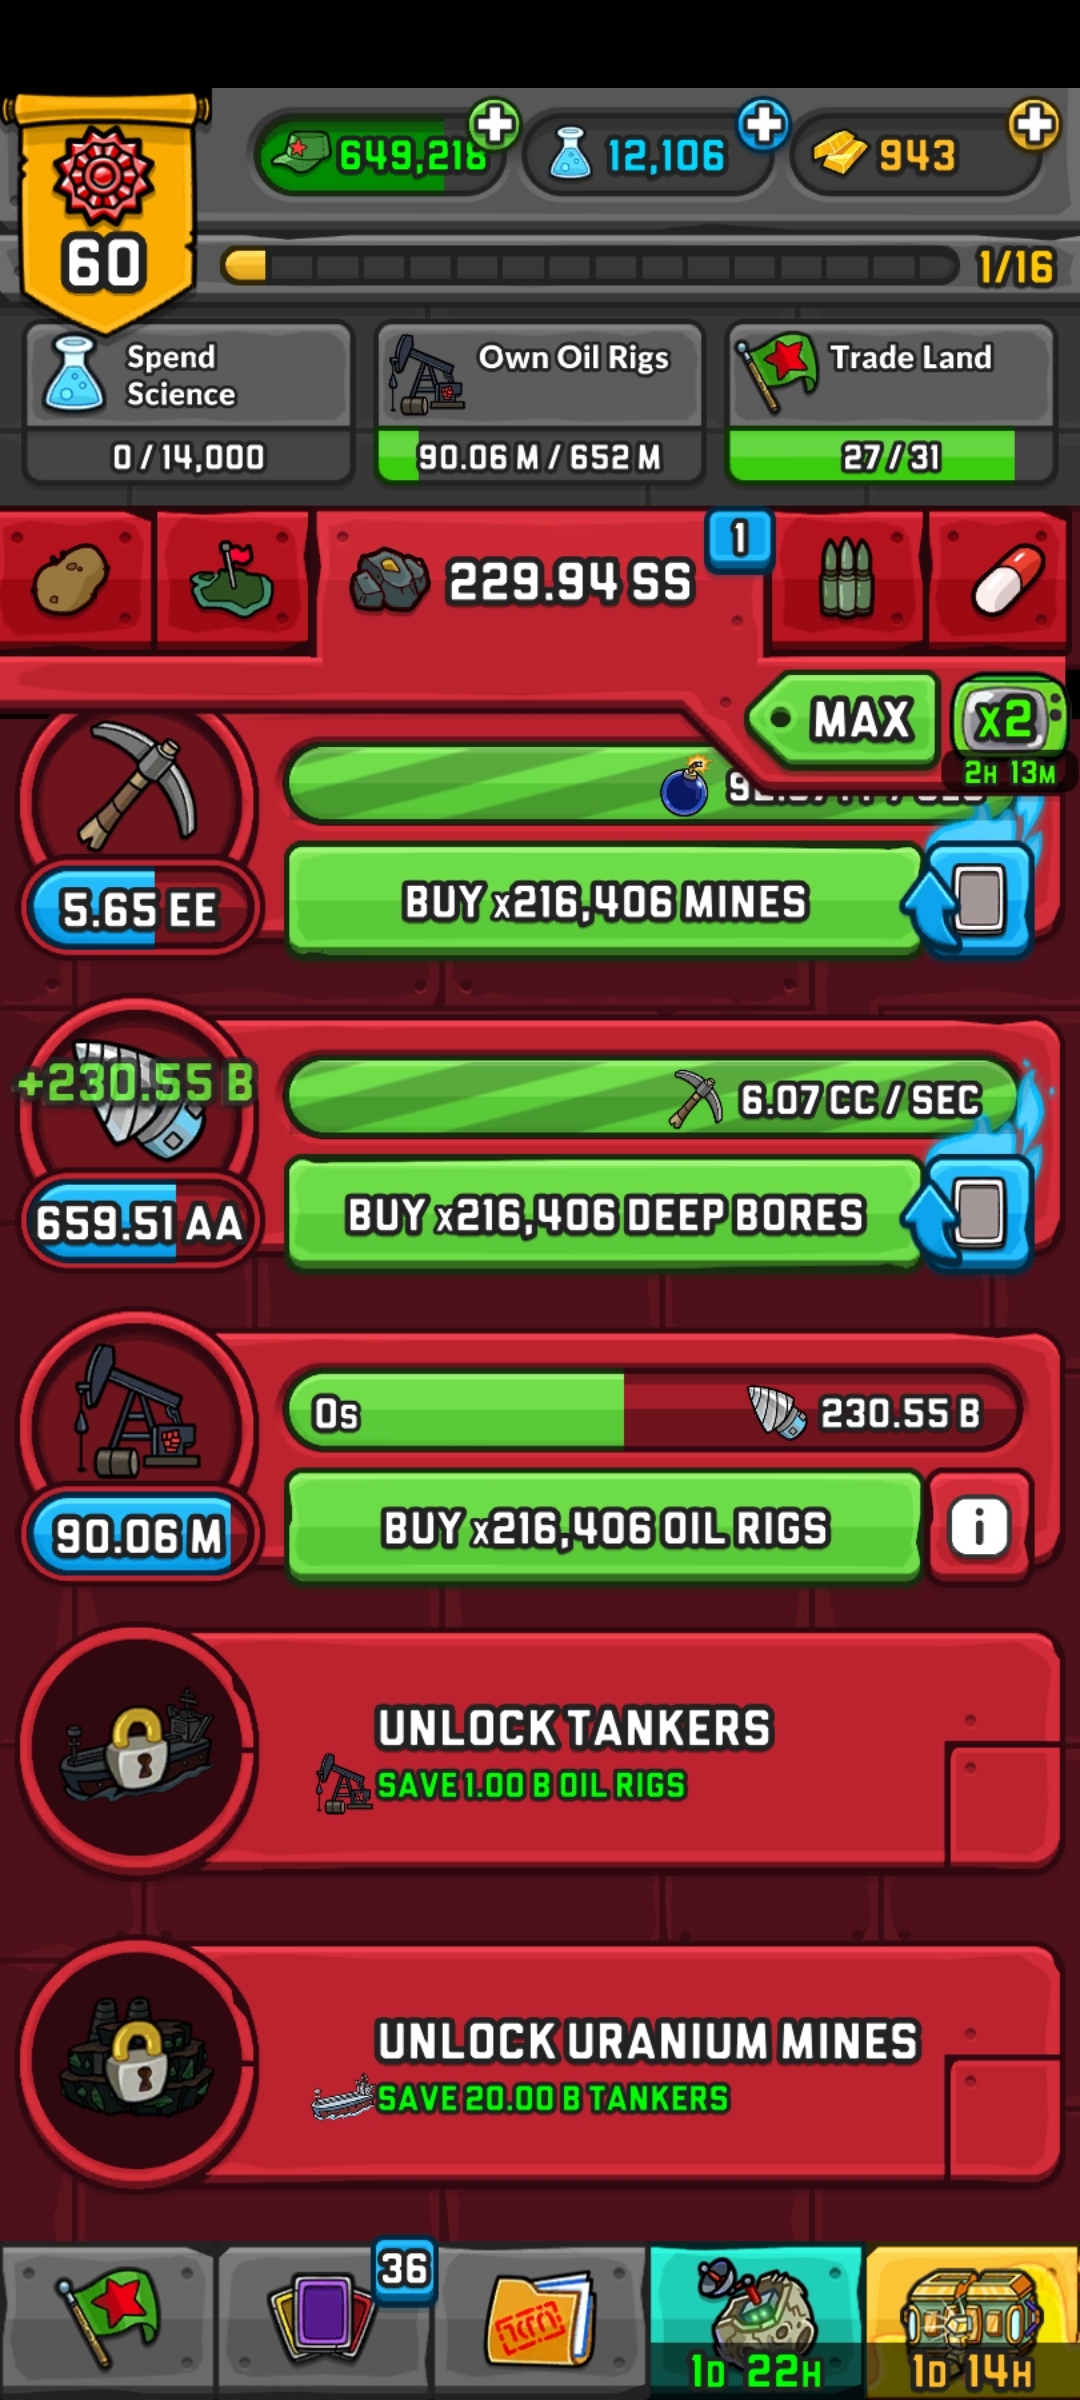 649,218
12,106
943
60
1/16
Spend
Science
0/14,000
Own Oil Rigs
90.06 M / 652 M
Trade Land
27/31
229.94 SS
1
MAX
x2
2H 13M
5.65 EE
BUY x216,406 MINES
+230.55 B
6.07 CC / SEC
659.51 AA
BUY x216,406 DEEP BORES
0s
230.55 B
90.06 M
BUY x216,406 OIL RIGS
i
UNLOCK TANKERS
SAVE 1.00 B OIL RIGS
UNLOCK URANIUM MINES
SAVE 20.00 B TANKERS
36
1D 22H
1D 14H